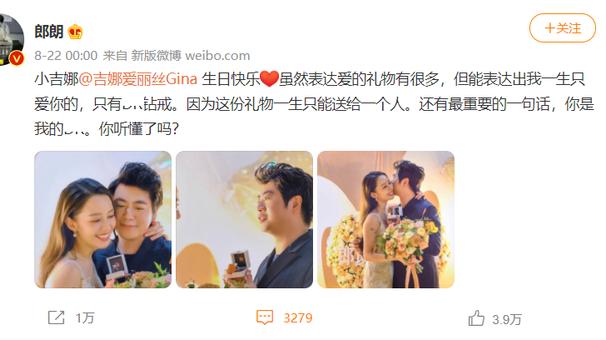 郎朗
+关注
8-22 00:00 来自 新版微博 weibo.com
小吉娜@吉娜爱丽丝Gina 生日快乐❤虽然表达爱的礼物有很多，但能表达出我一生只
爱你的，只有 钻戒。因为这份礼物一生只能送给一个人。还有最重要的一句话，你是
我的 。你听懂了吗？
郎
1万
3279
3.9万